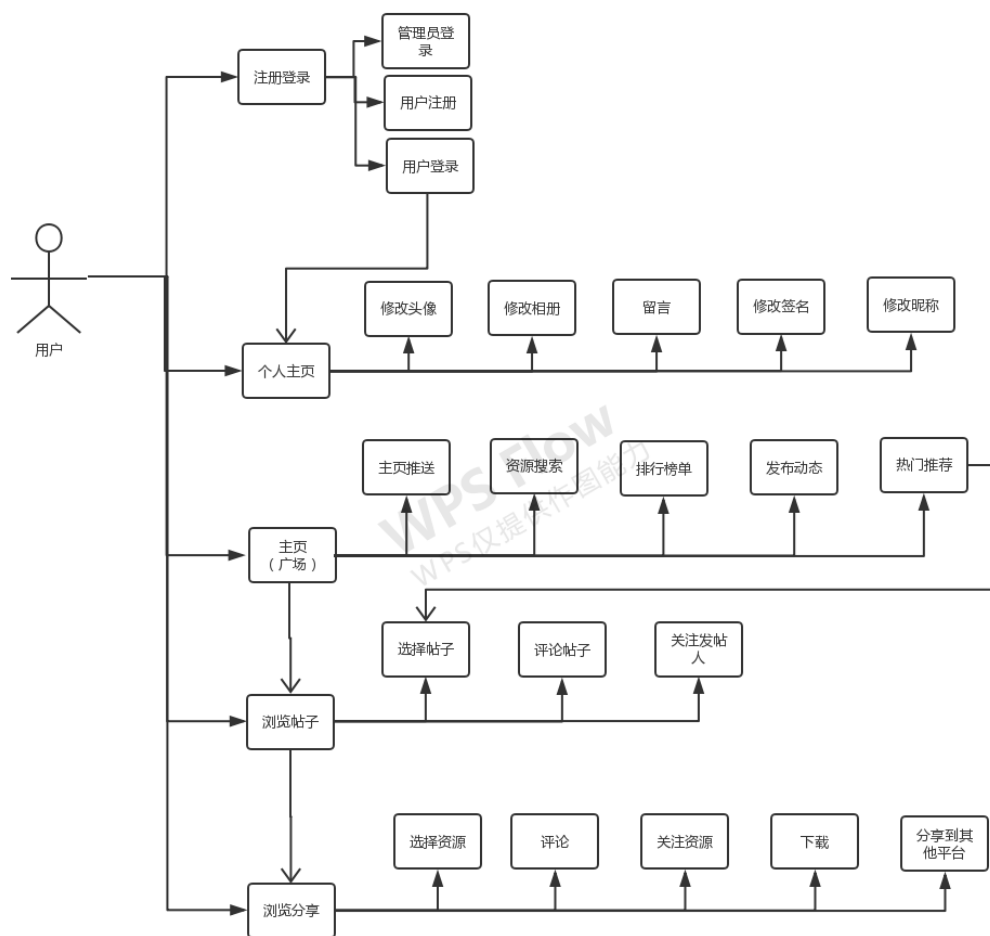 管理员登
录
注册登录
用户注册
用户登录
用户
修改头像
修改相册
留言
修改签名
修改昵称
个人主页
主页推送
资源搜索
排行榜单
发布动态
热门推荐
WPS Flow
WPS仅提供作图能力
主页
（广场）
选择帖子
评论帖子
关注发帖
人
浏览帖子
选择资源
评论
关注资源
下载
分享到其
他平台
浏览分享